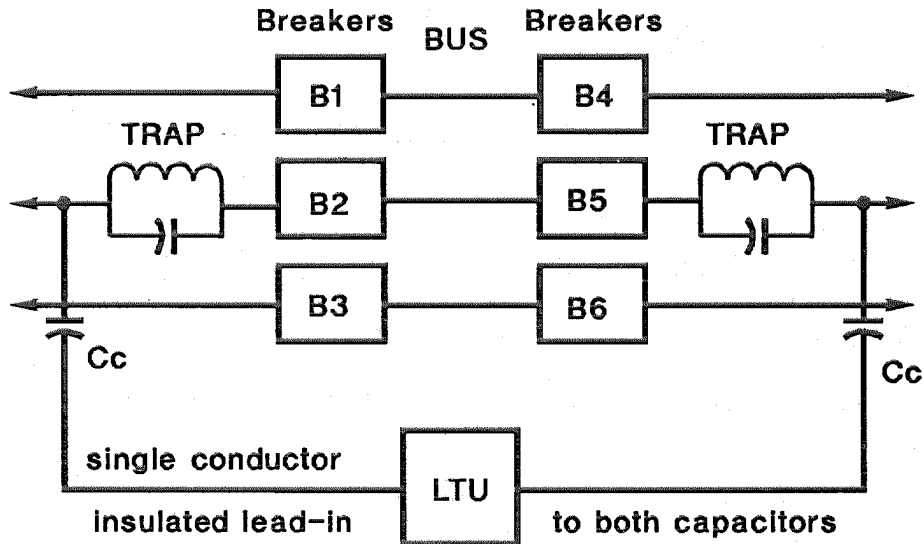 Breakers BUS Breakers
B1 B4
TRAP TRAP
B2 B5
B3 B6
Cc Cc
single conductor
LTU
insulated lead-in to both capacitors